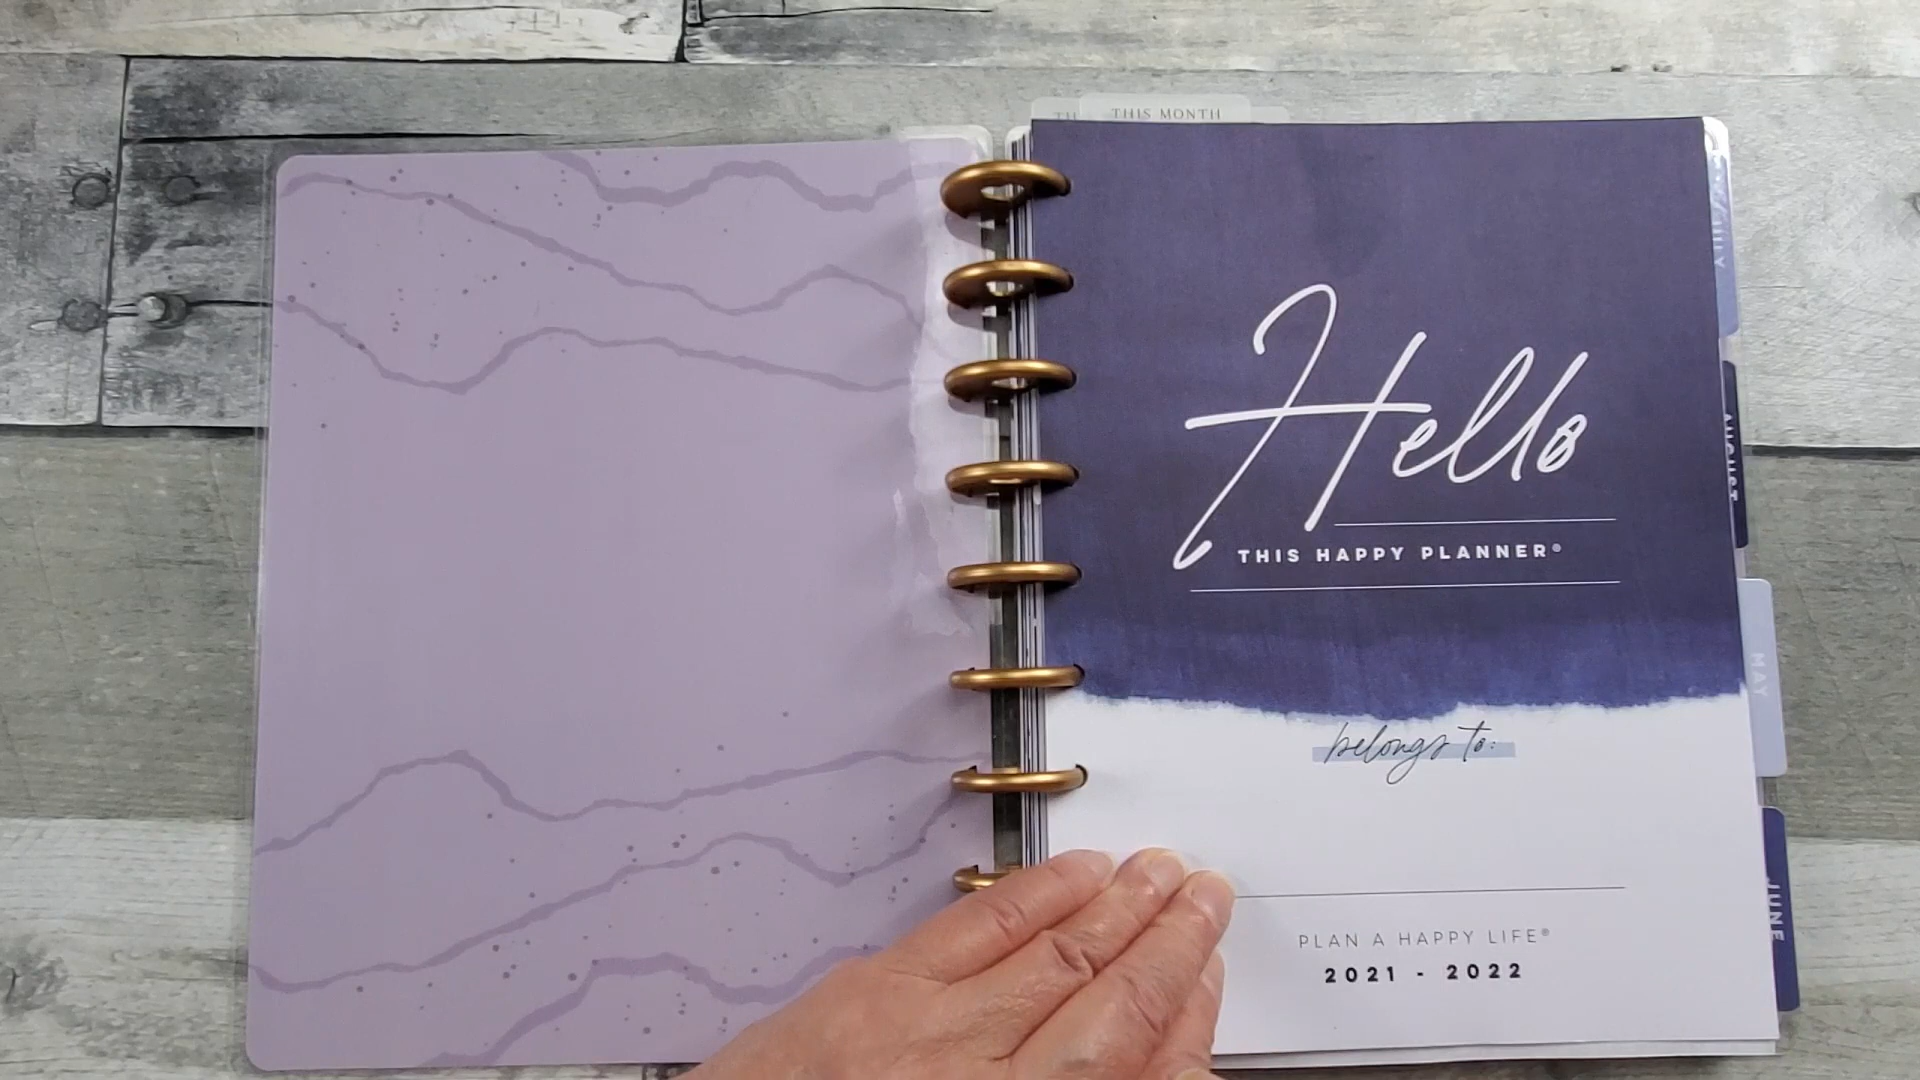 THIS MONTH
Hello
THIS HAPPY PLANNER®
belongs to:
PLAN A HAPPY LIFE®
2021 - 2022
AUGUST
MAY
JUNE